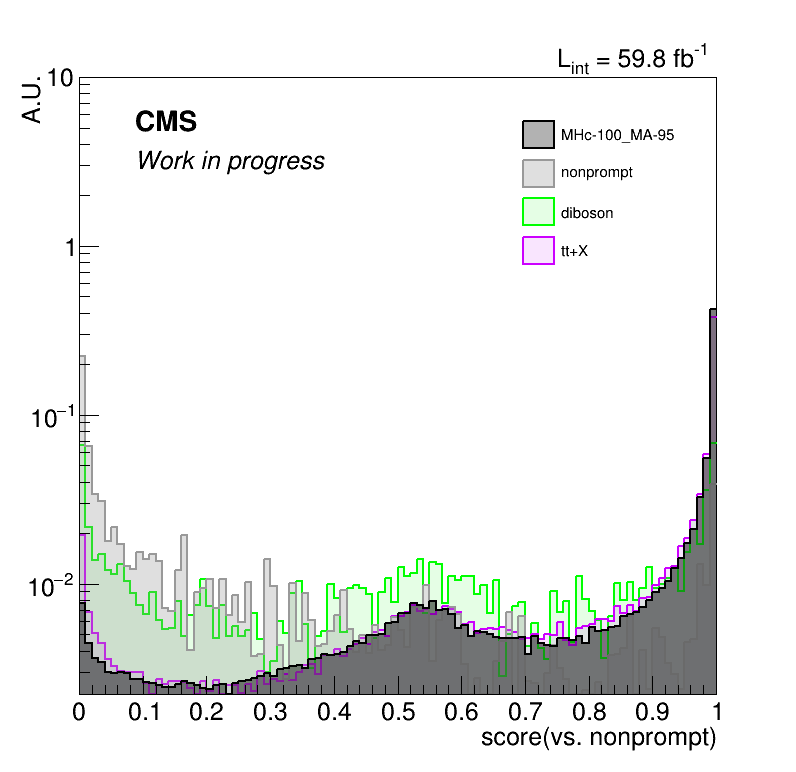 L_int = 59.8 fb^-1
A.U.
10
CMS
Work in progress
MHc-100_MA-95
nonprompt
diboson
tt+X
1
10^−1
10^−2
0 0.1 0.2 0.3 0.4 0.5 0.6 0.7 0.8 0.9 1
score(vs. nonprompt)